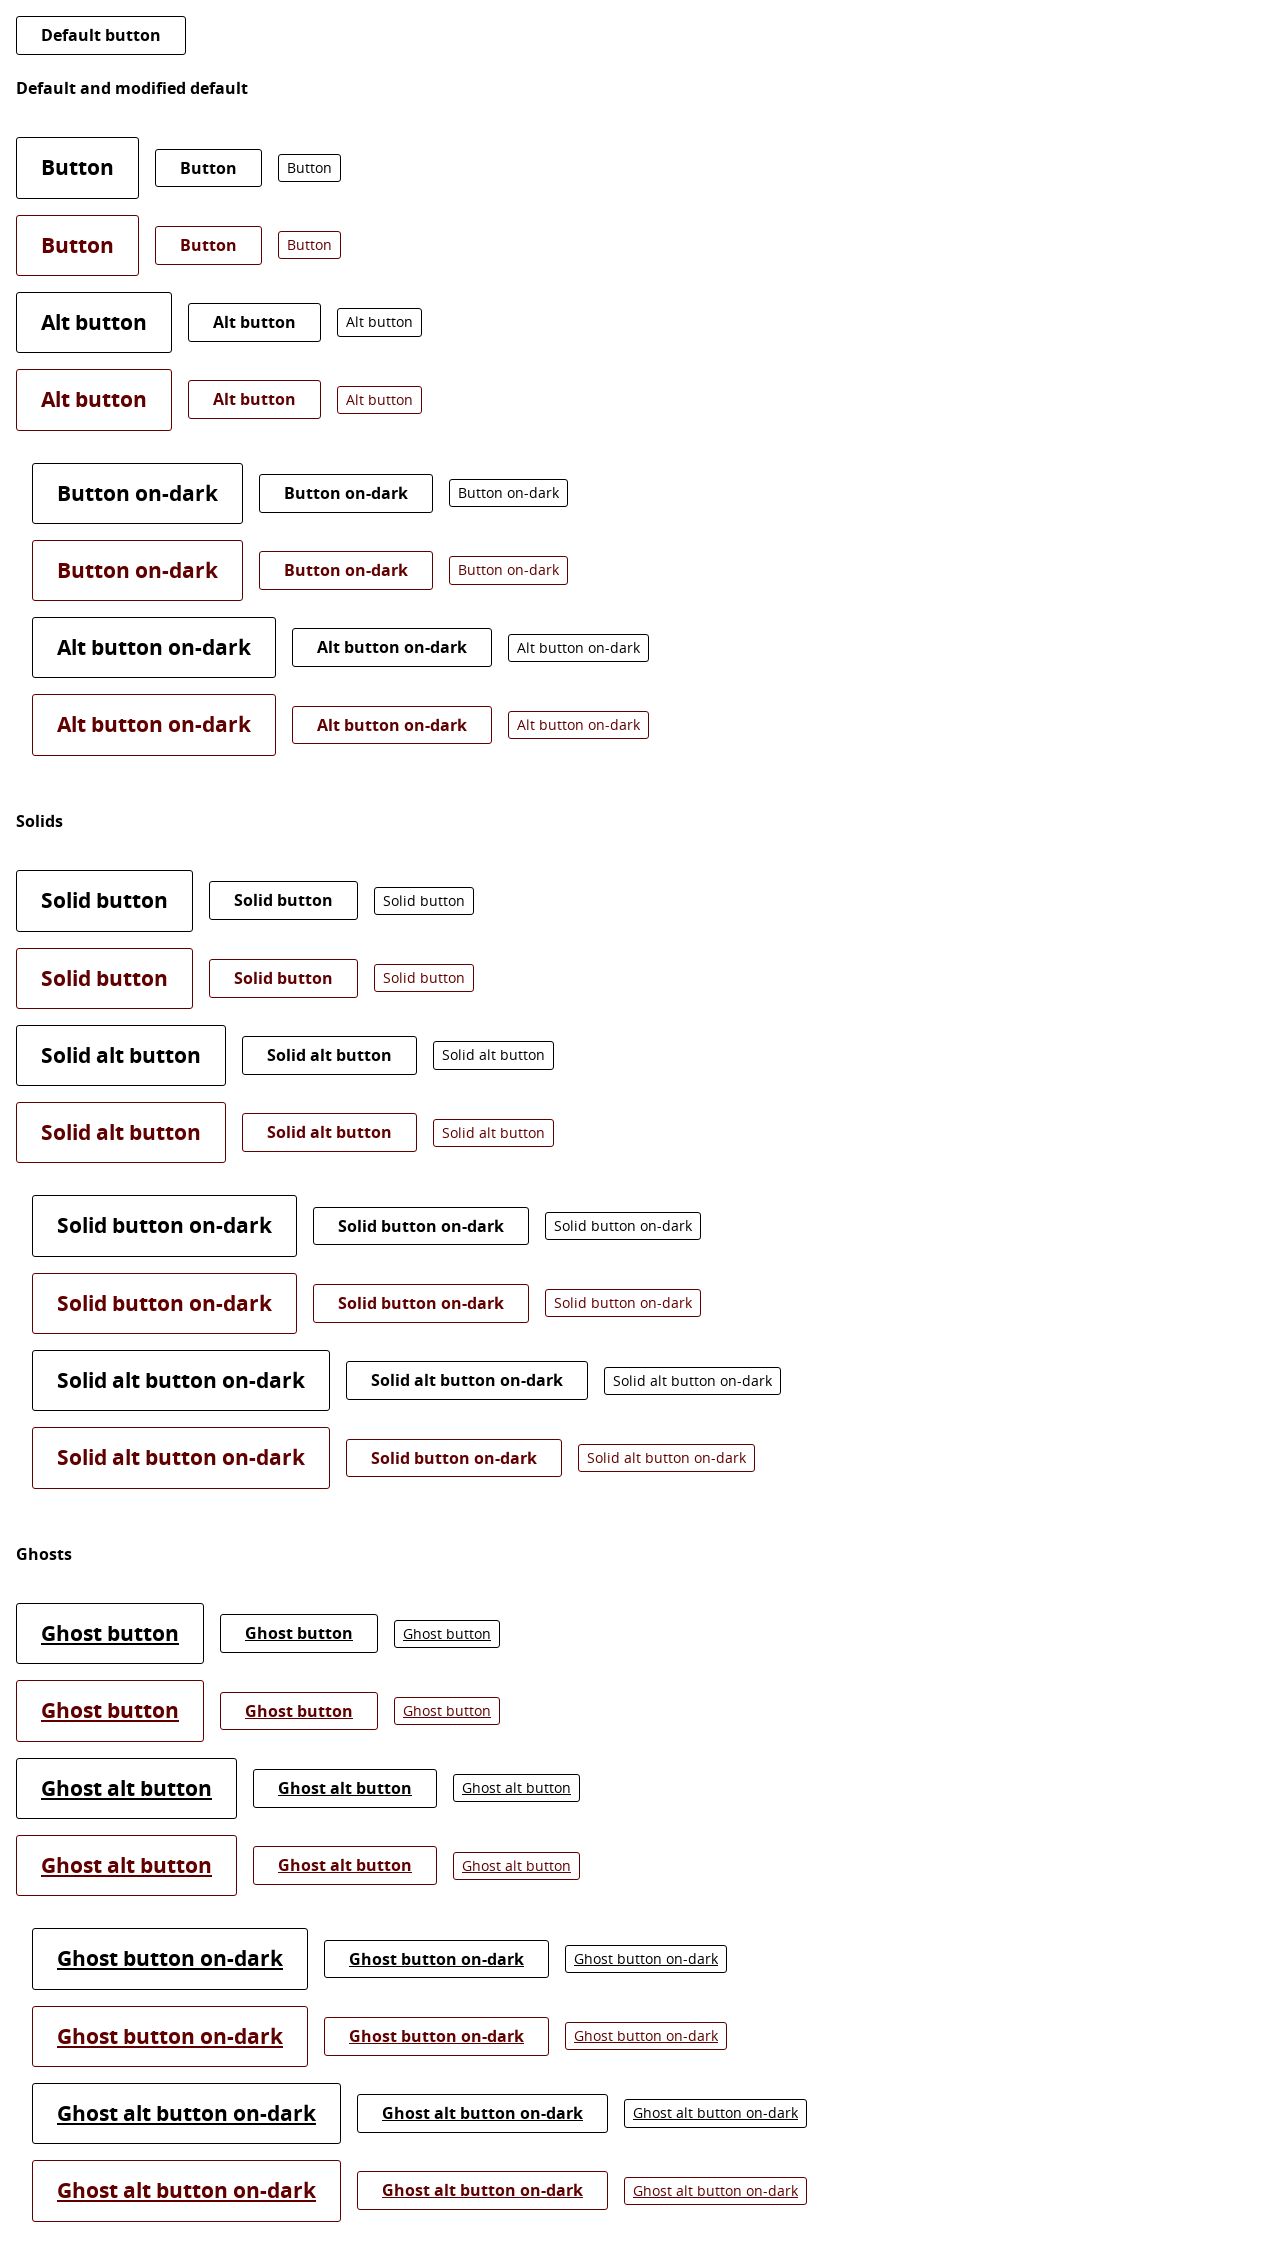 Default button
Default and modified default
Button Button Button
Button Button Button
Alt button Alt button Alt button
Alt button Alt button Alt button
Button on-dark Button on-dark Button on-dark
Button on-dark Button on-dark Button on-dark
Alt button on-dark Alt button on-dark Alt button on-dark
Alt button on-dark Alt button on-dark Alt button on-dark
Solids
Solid button Solid button Solid button
Solid button Solid button Solid button
Solid alt button Solid alt button Solid alt button
Solid alt button Solid alt button Solid alt button
Solid button on-dark Solid button on-dark Solid button on-dark
Solid button on-dark Solid button on-dark Solid button on-dark
Solid alt button on-dark Solid alt button on-dark Solid alt button on-dark
Solid alt button on-dark Solid button on-dark Solid alt button on-dark
Ghosts
Ghost button Ghost button Ghost button
Ghost button Ghost button Ghost button
Ghost alt button Ghost alt button Ghost alt button
Ghost alt button Ghost alt button Ghost alt button
Ghost button on-dark Ghost button on-dark Ghost button on-dark
Ghost button on-dark Ghost button on-dark Ghost button on-dark
Ghost alt button on-dark Ghost alt button on-dark Ghost alt button on-dark
Ghost alt button on-dark Ghost alt button on-dark Ghost alt button on-dark